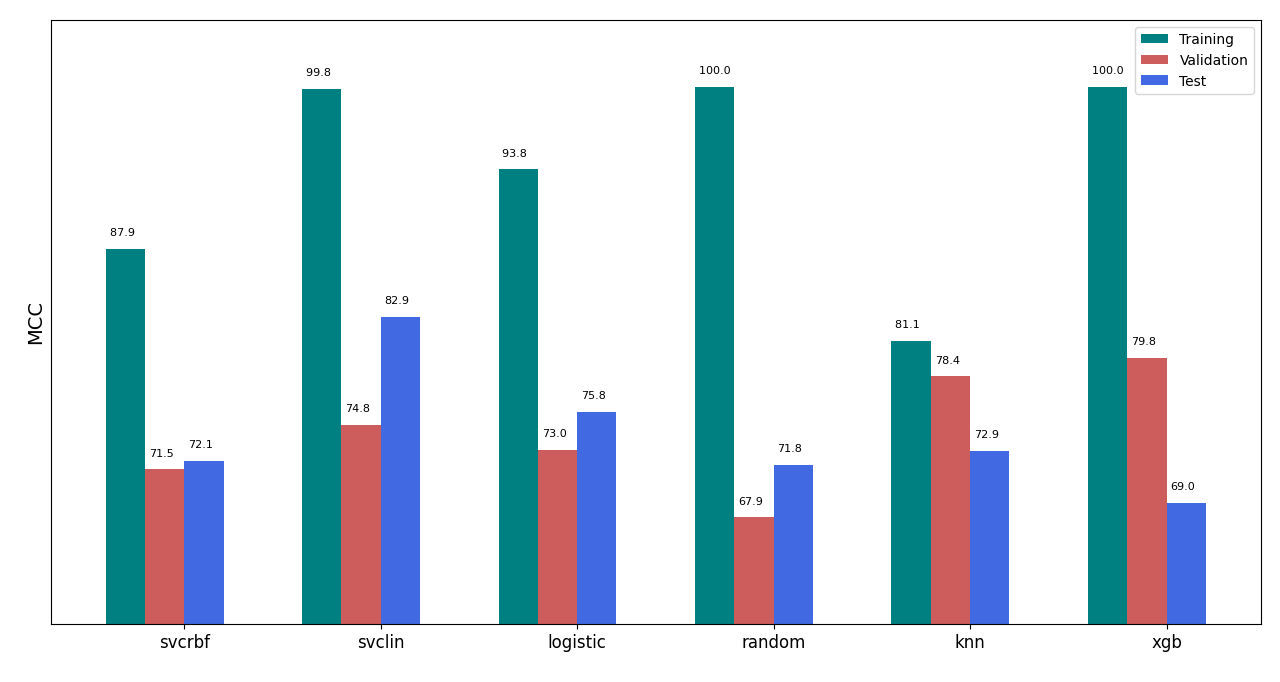 Training
Validation
Test
MCC
87.9
71.5
72.1
99.8
74.8
82.9
93.8
73.0
75.8
100.0
67.9
71.8
81.1
78.4
72.9
100.0
79.8
69.0
svcrbf
svclin
logistic
random
knn
xgb